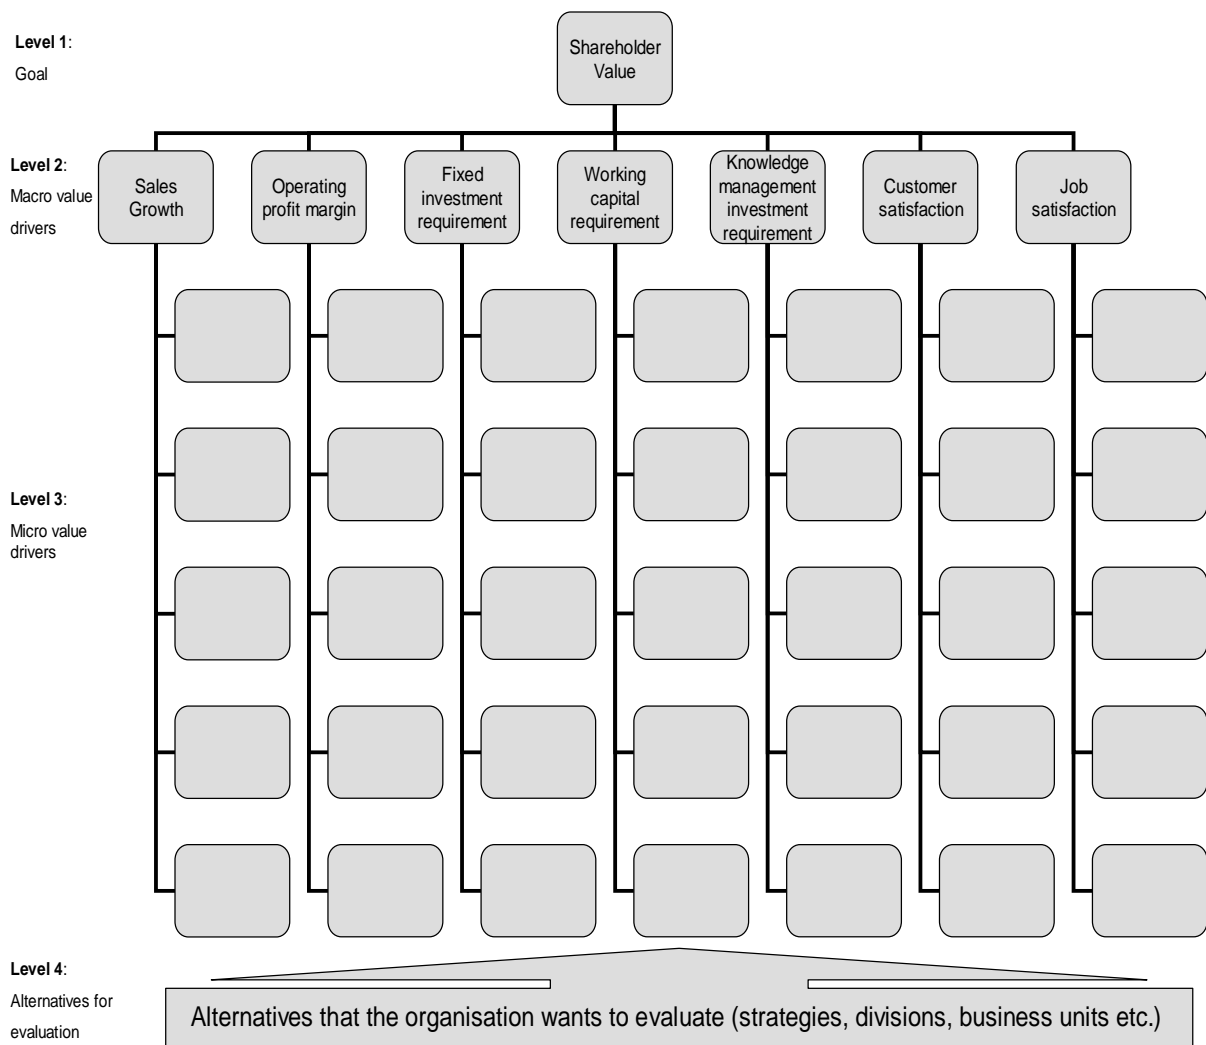 Level 1:
Goal
Shareholder
Value
Level 2:
Macro value
drivers
Sales
Growth
Operating
profit margin
Fixed
investment
requirement
Working
capital
requirement
Knowledge
management
investment
requirement
Customer
satisfaction
Job
satisfaction
Level 3:
Micro value
drivers
Level 4:
Alternatives for
evaluation
Alternatives that the organisation wants to evaluate (strategies, divisions, business units etc.)